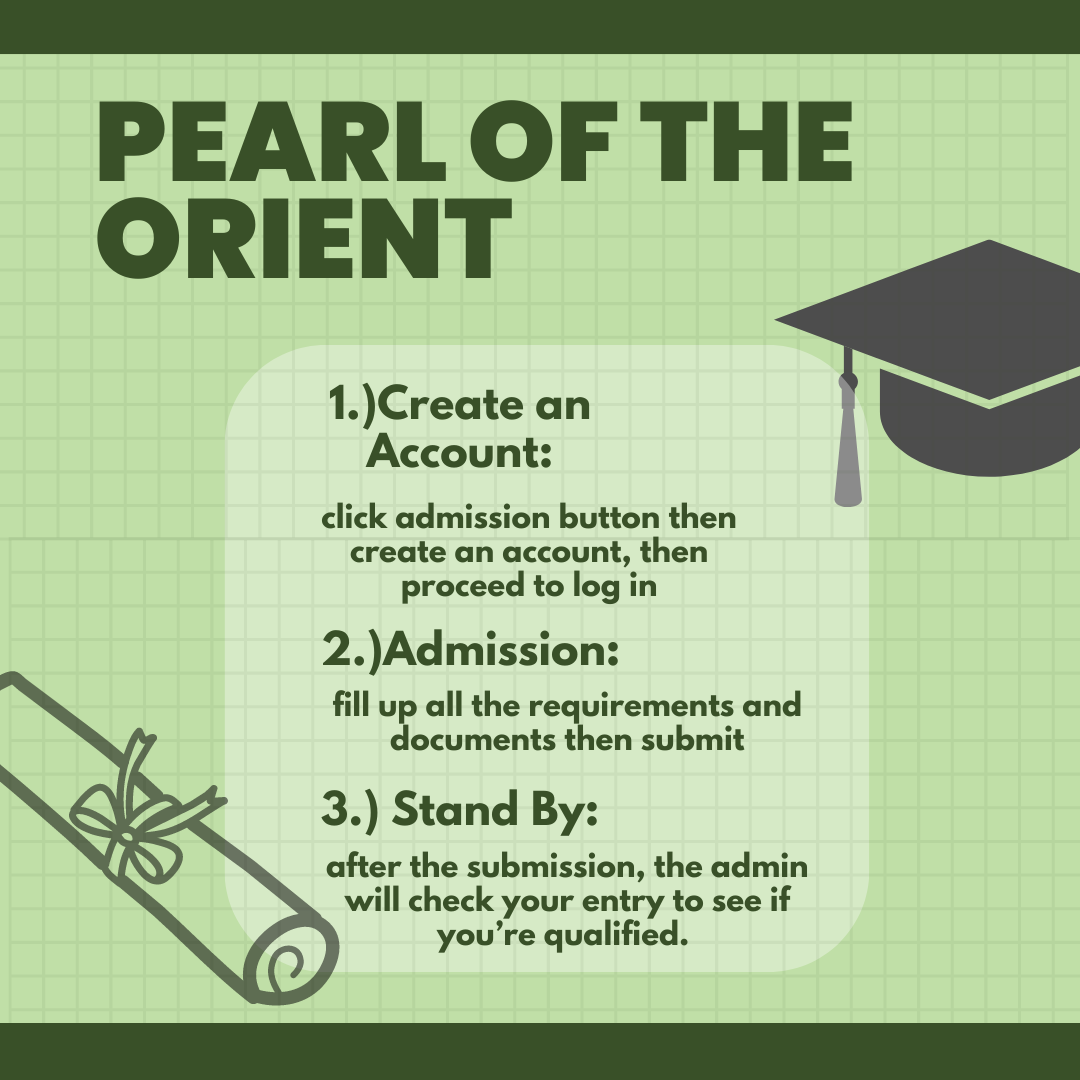 PEARL OF THE
ORIENT
1.)Create an
Account:
click admission button then
create an account, then
proceed to log in
2.)Admission:
fill up all the requirements and
documents then submit
3.) Stand By:
after the submission, the admin
will check your entry to see if
you’re qualified.